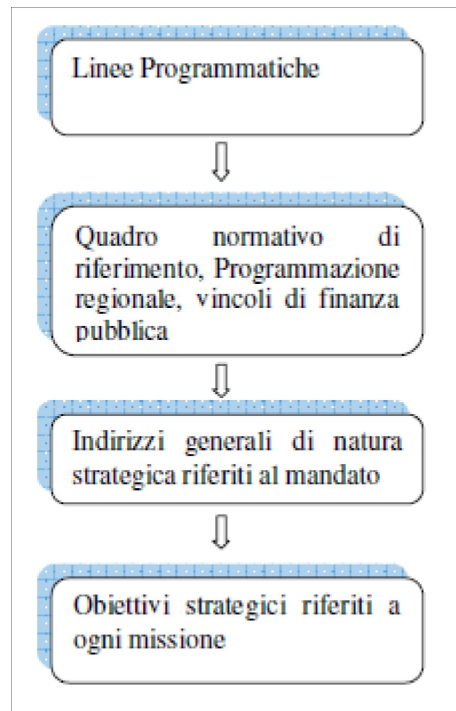 Linee Programmatiche
Quadro normativo di
riferimento, Programmazione
regionale, vincoli di finanza
pubblica
Indirizzi generali di natura
strategica riferiti al mandato
Obiettivi strategici riferiti a
ogni missione